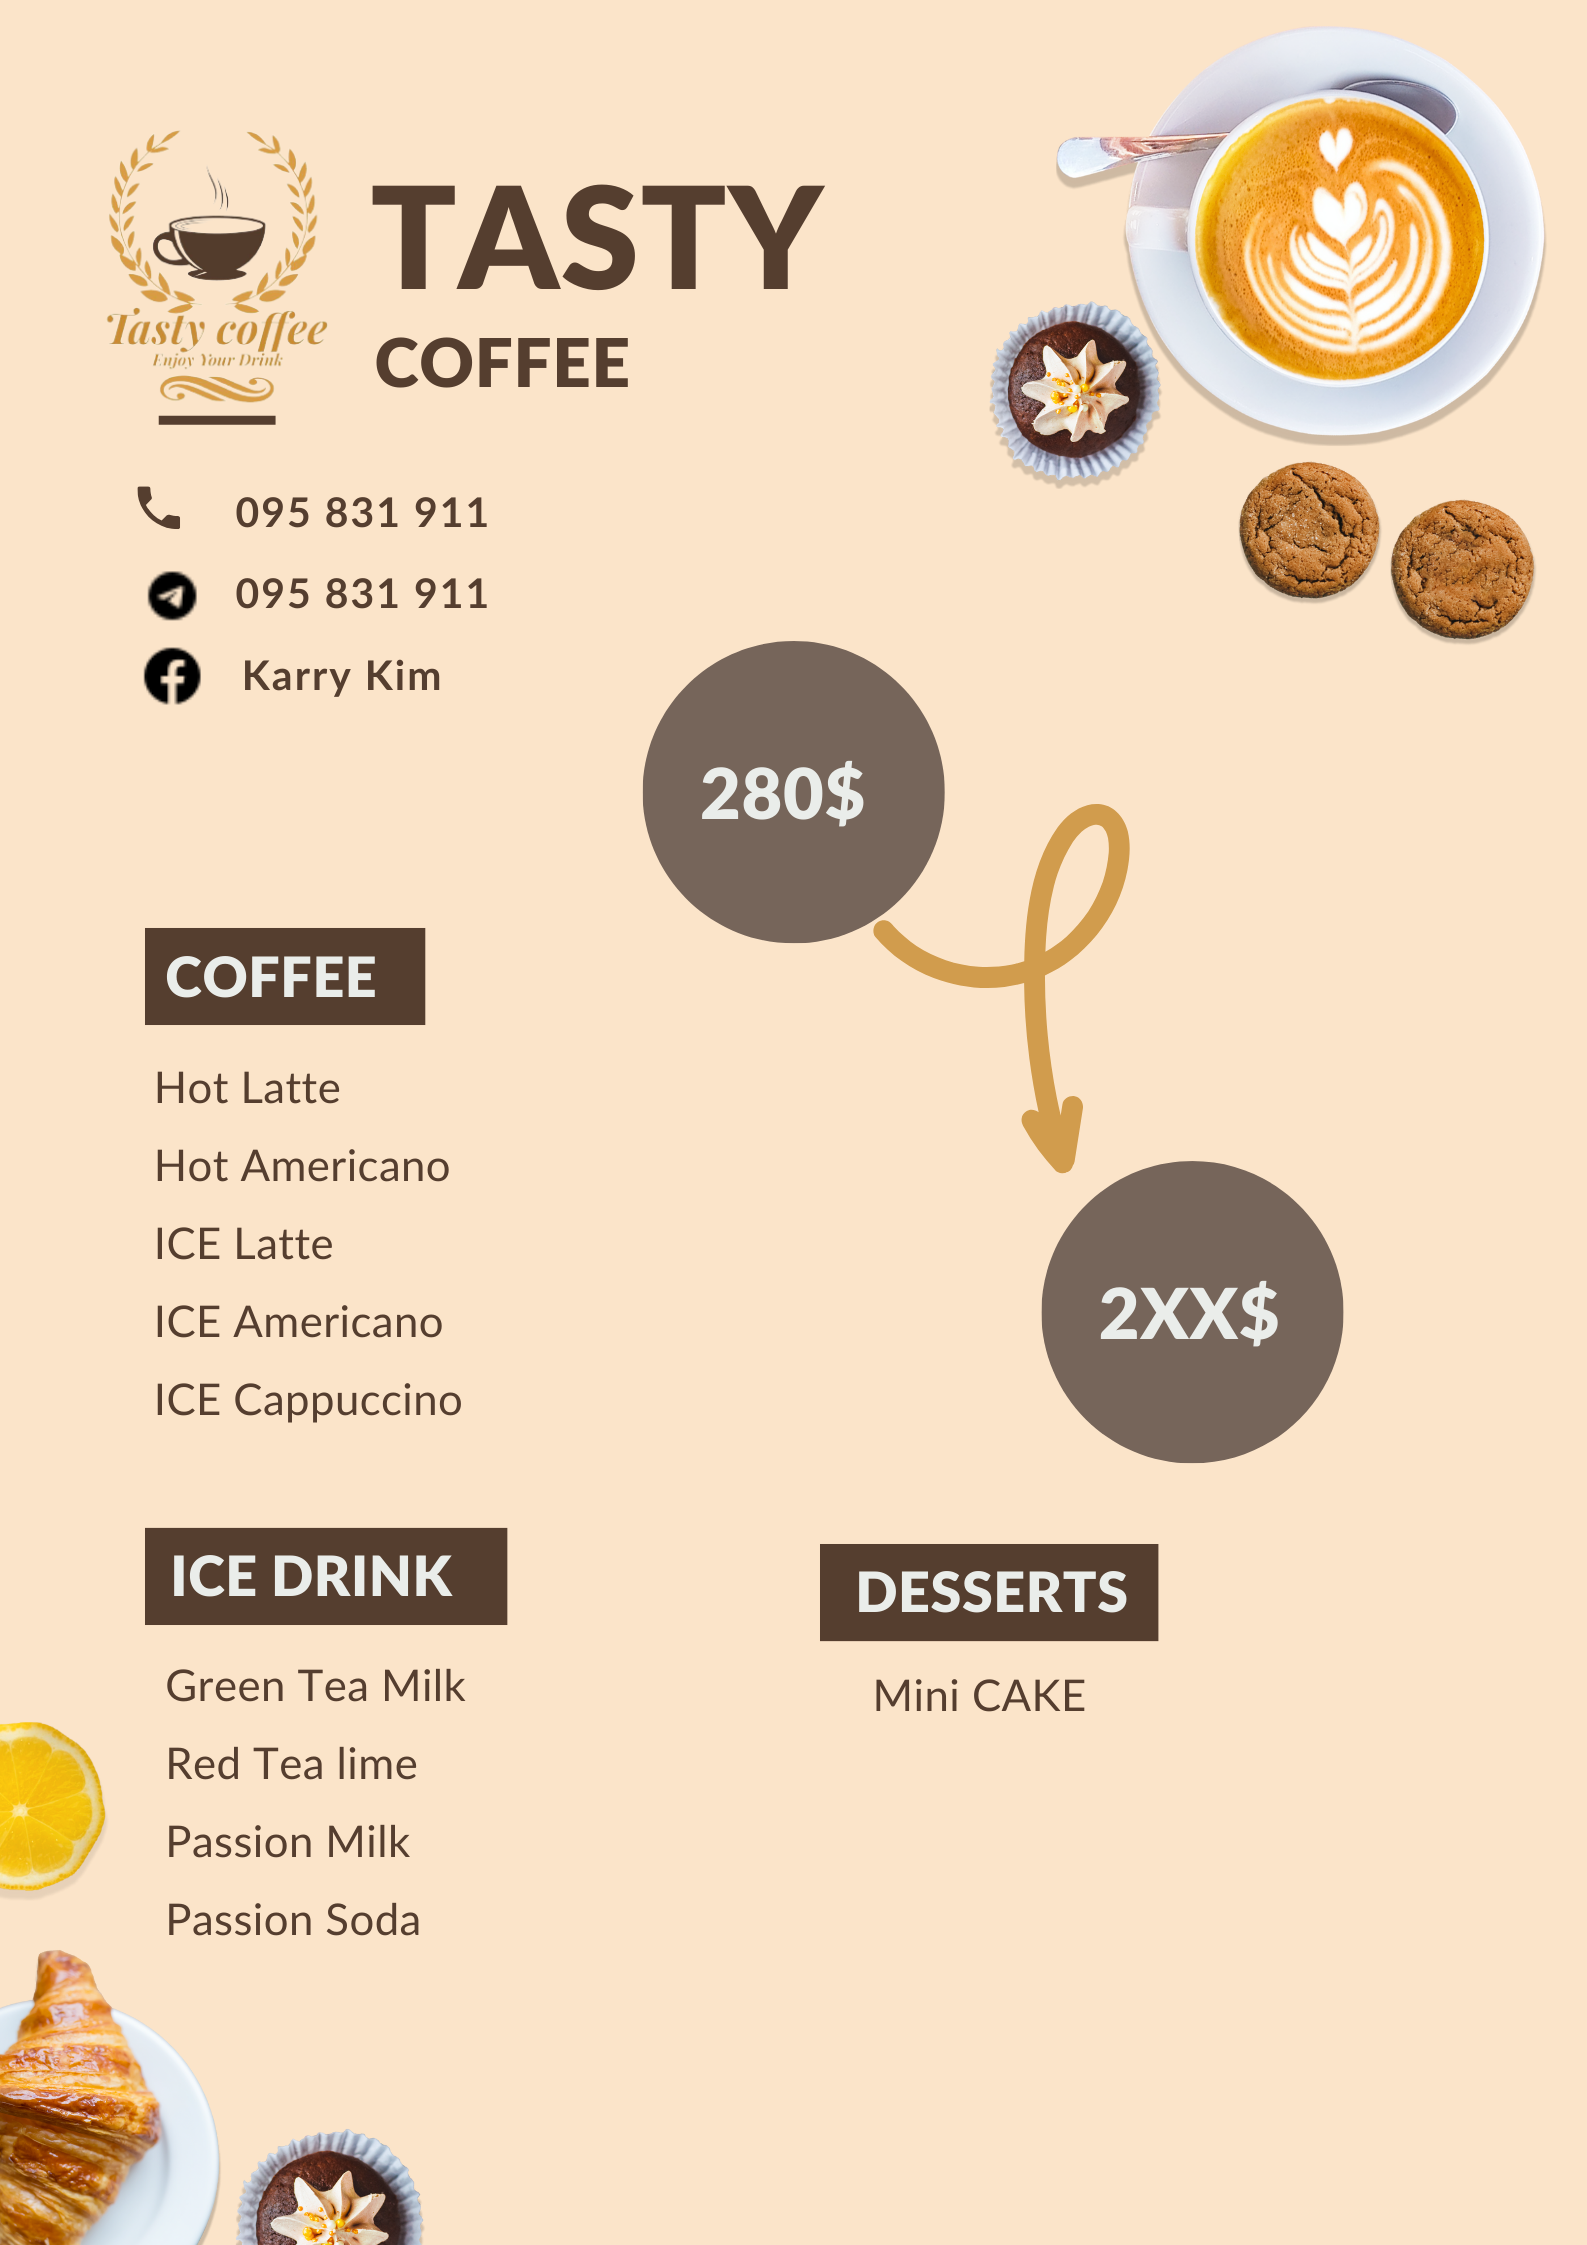 Tasty coffee
Enjoy Your Drink
TASTY
COFFEE
095 831 911
095 831 911
Karry Kim
280$
2XX$
COFFEE
Hot Latte
Hot Americano
ICE Latte
ICE Americano
ICE Cappuccino
ICE DRINK
Green Tea Milk
Red Tea lime
Passion Milk
Passion Soda
DESSERTS
Mini CAKE